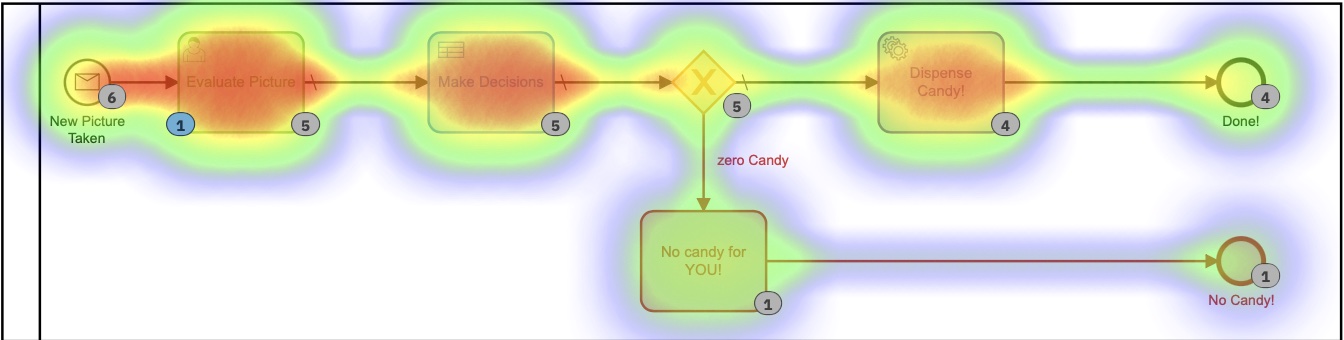 New Picture
Taken
6
Evaluate Picture
1
5
Make Decisions
5
X
5
zero Candy
Dispense
Candy!
4
Done!
4
No candy for
YOU!
1
No Candy!
1